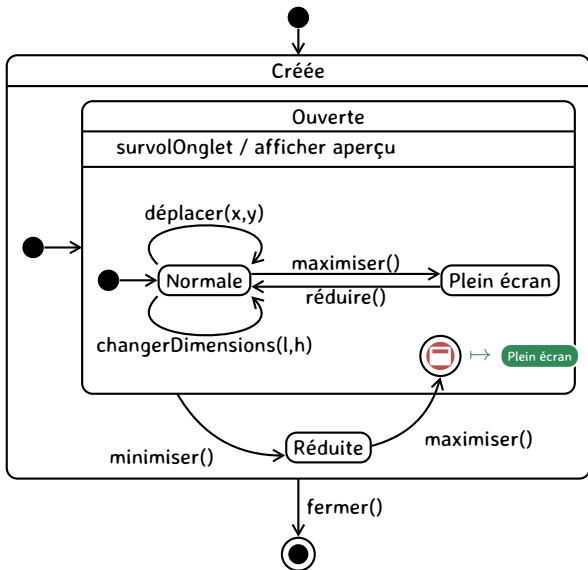 Créée
Ouverte
survolOnglet / afficher aperçu
déplacer(x,y)
maximiser()
Normale
Plein écran
réduire()
changerDimensions(l,h)
↦ Plein écran
minimiser()
Réduite
maximiser()
fermer()